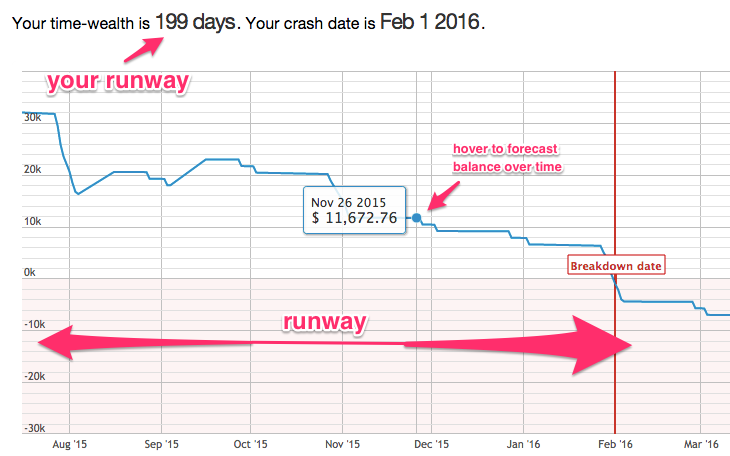 Your time-wealth is 199 days. Your crash date is Feb 1 2016.
your runway
30k
hover to forecast
balance over time
20k
Nov 26 2015
$ 11,672.76
10k
Breakdown date
0k
runway
-10k
-20k
-30k
Aug '15 Sep '15 Oct '15 Nov '15 Dec '15 Jan '16 Feb '16 Mar '16